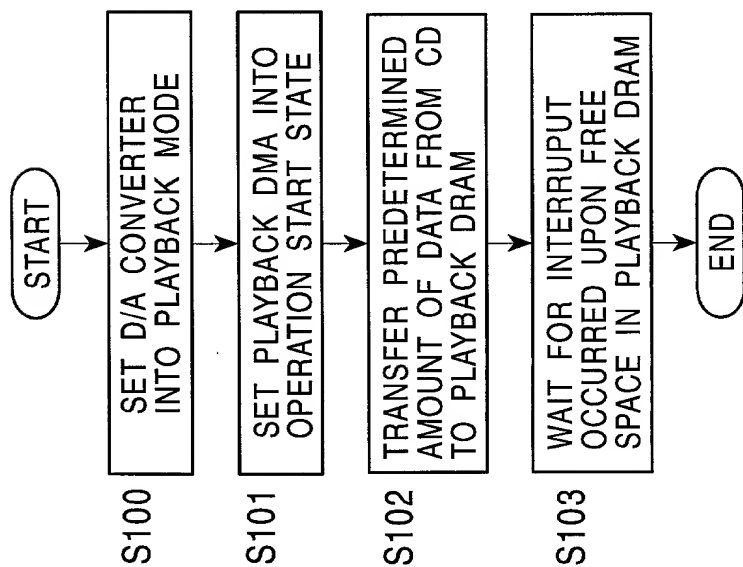 START
S100
SET D/A CONVERTER
INTO PLAYBACK MODE
S101
SET PLAYBACK DMA INTO
OPERATION START STATE
S102
TRANSFER PREDETERMINED
AMOUNT OF DATA FROM CD
TO PLAYBACK DRAM
S103
WAIT FOR INTERRUPUT
OCCURRED UPON FREE
SPACE IN PLAYBACK DRAM
END